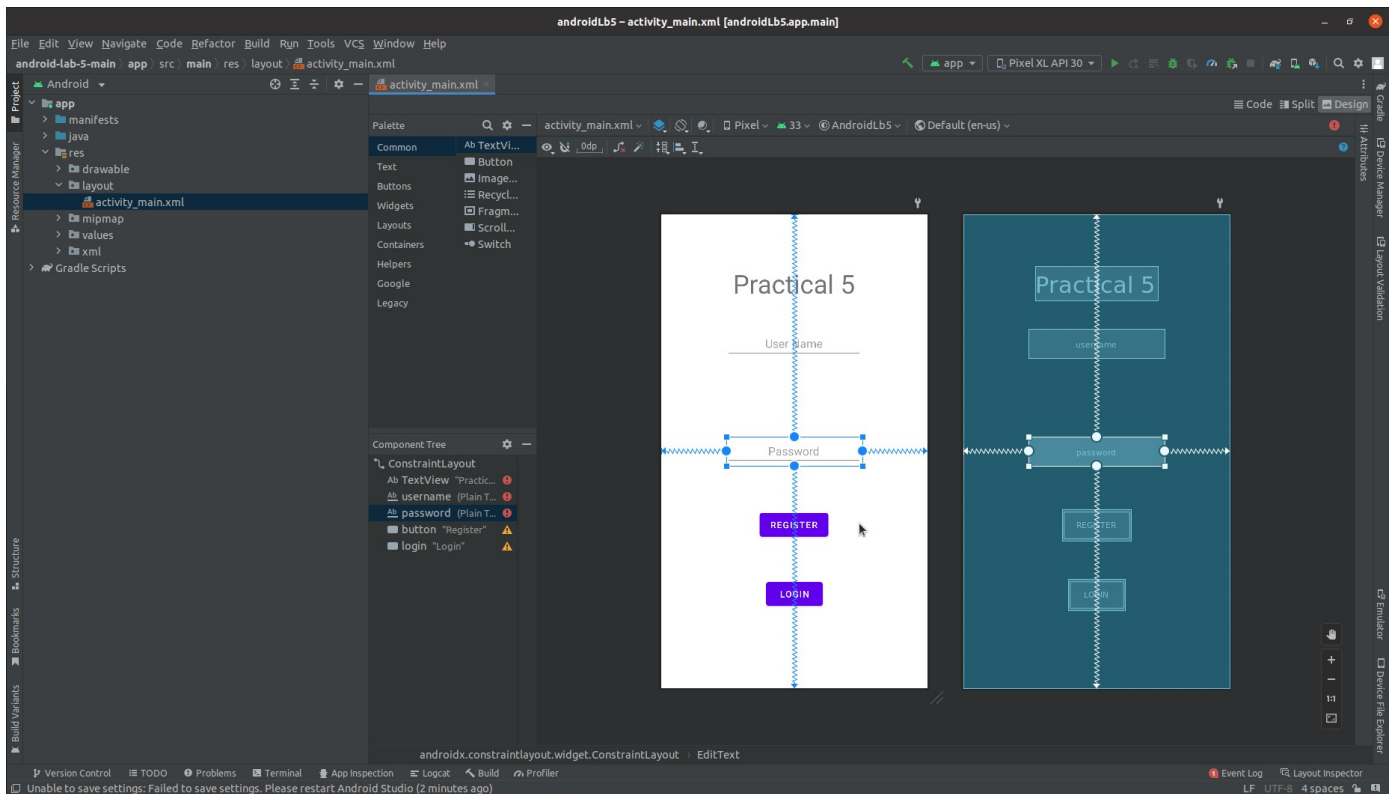 androidLb5 – activity_main.xml [androidLb5.app.main]
File Edit View Navigate Code Refactor Build Run Tools VCS Window Help
android-lab-5-main app src main res layout activity_main.xml
app Pixel XL API 30
Android
activity_main.xml
Code Split Design
Project
Resource Manager
Structure
Bookmarks
Build Variants
app
manifests
java
res
drawable
layout
activity_main.xml
mipmap
values
xml
Gradle Scripts
Palette
Common
Text
Buttons
Widgets
Layouts
Containers
Helpers
Google
Legacy
Ab TextVi...
Button
Image...
Recycl...
Fragm...
Scroll...
Switch
activity_main.xml Pixel 33 AndroidLb5 Default (en-us)
0dp
Component Tree
ConstraintLayout
Ab TextView "Practic...
Ab username (Plain T...
Ab password (Plain T...
button "Register"
login "Login"
Practical 5
User Name
Password
REGISTER
LOGIN
Practical 5
username
password
REGISTER
LOGIN
1:1
Gradle
Attributes
Device Manager
Layout Validation
Emulator
Device File Explorer
androidx.constraintlayout.widget.ConstraintLayout EditText
Version Control TODO Problems Terminal App Inspection Logcat Build Profiler
1 Event Log Layout Inspector
Unable to save settings: Failed to save settings. Please restart Android Studio (2 minutes ago)
LF UTF-8 4 spaces